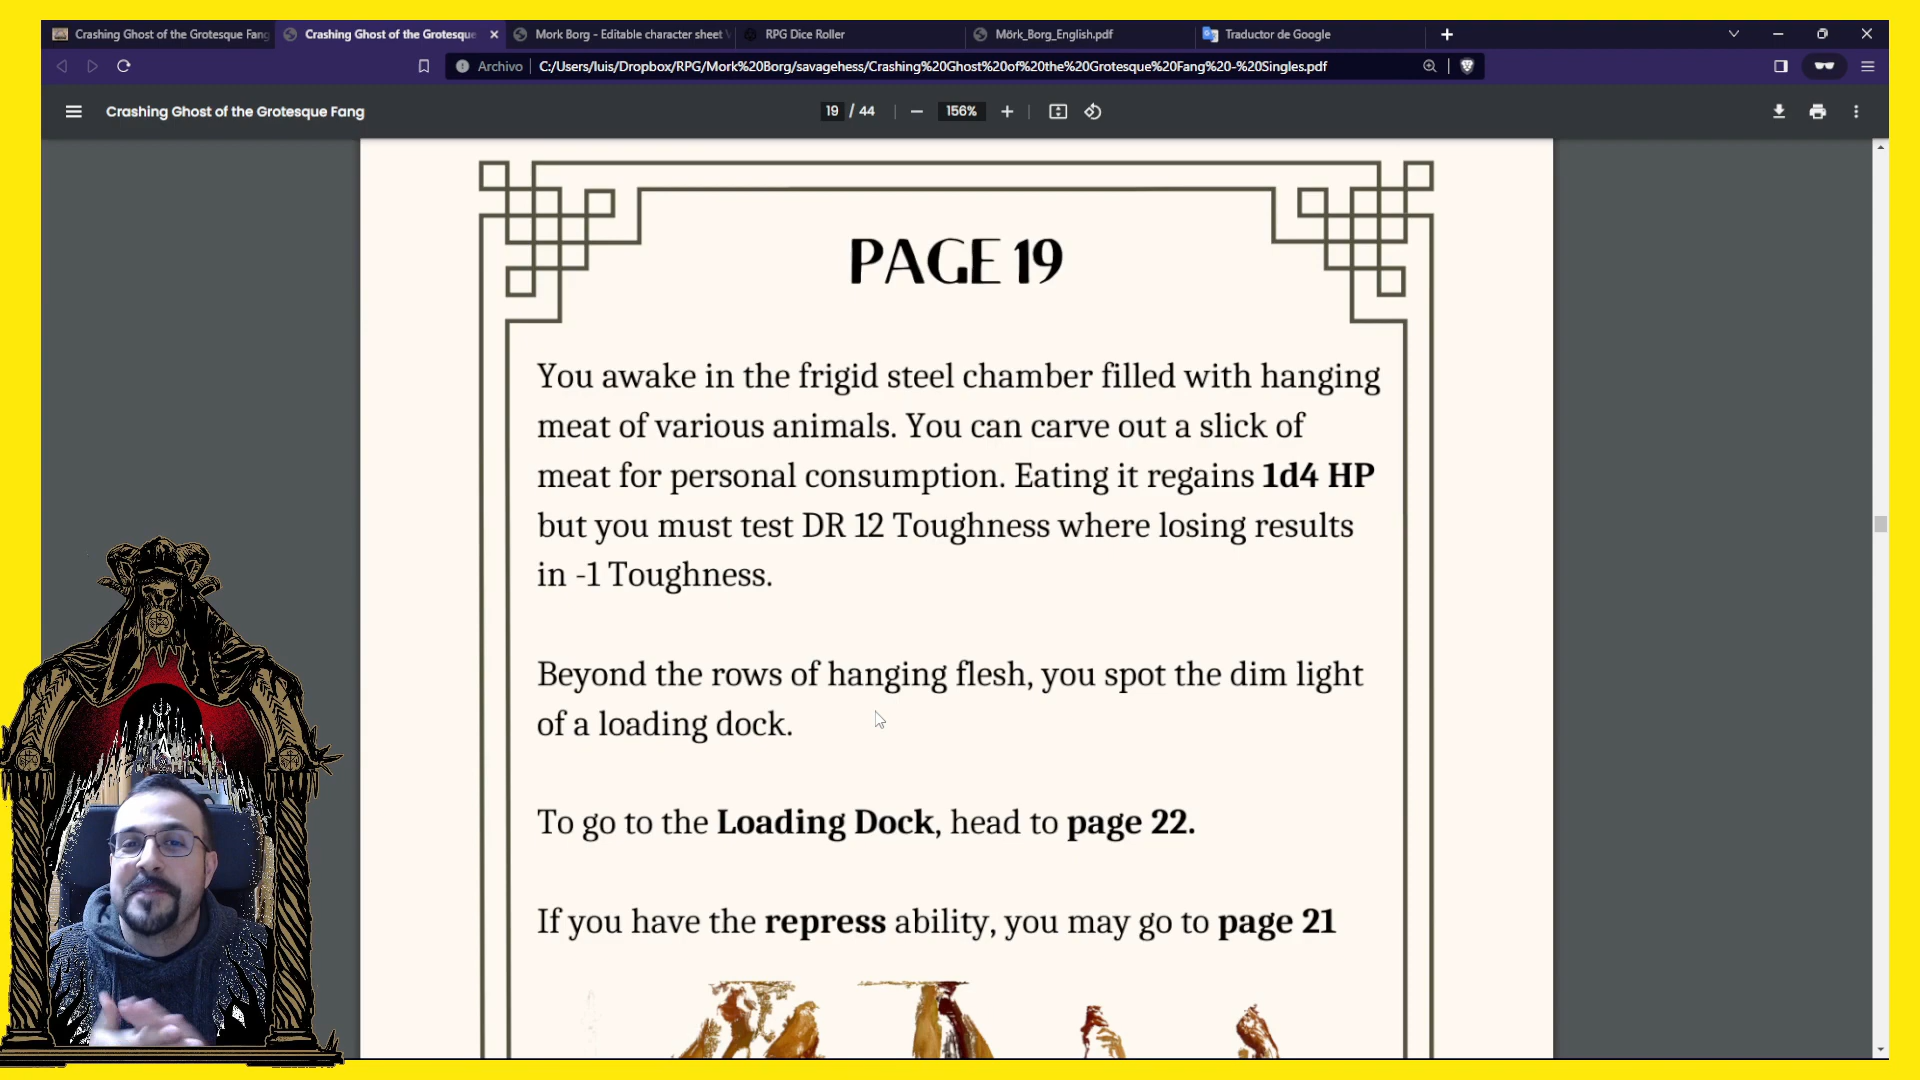 Crashing Ghost of the Grotesque Fang
Crashing Ghost of the Grotesque
Mork Borg - Editable character sheet
RPG Dice Roller
Mörk_Borg_English.pdf
Traductor de Google
Archivo
C:/Users/luis/Dropbox/RPG/Mork%20Borg/savagehess/Crashing%20Ghost%20of%20the%20Grotesque%20Fang%20-%20Singles.pdf
Crashing Ghost of the Grotesque Fang
19 / 44
156%
PAGE 19
You awake in the frigid steel chamber filled with hanging
meat of various animals. You can carve out a slick of
meat for personal consumption. Eating it regains 1d4 HP
but you must test DR 12 Toughness where losing results
in -1 Toughness.
Beyond the rows of hanging flesh, you spot the dim light
of a loading dock.
To go to the Loading Dock, head to page 22.
If you have the repress ability, you may go to page 21